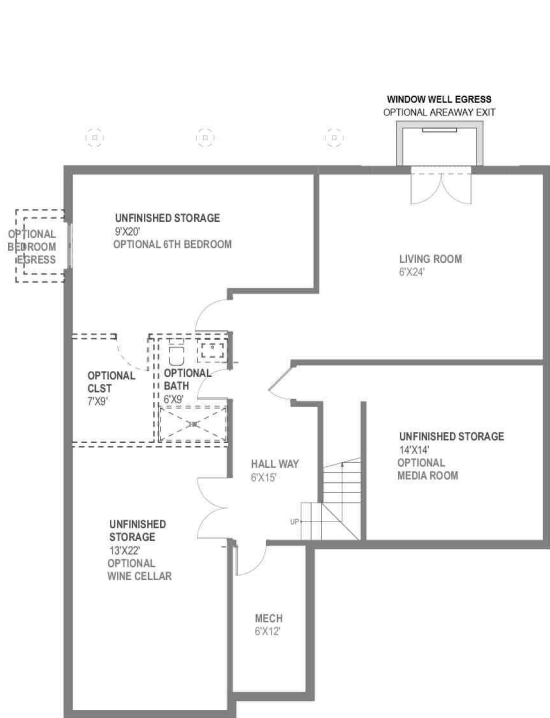 WINDOW WELL EGRESS
OPTIONAL AREAWAY EXIT
UNFINISHED STORAGE
9'X20'
OPTIONAL 6TH BEDROOM
OPTIONAL
BEDROOM
EGRESS
LIVING ROOM
6'X24'
OPTIONAL
CLST
7'X9'
OPTIONAL
BATH
6'X9'
UNFINISHED STORAGE
14'X14'
OPTIONAL
MEDIA ROOM
HALL WAY
6'X15'
UP
UNFINISHED
STORAGE
13'X22'
OPTIONAL
WINE CELLAR
MECH
6'X12'